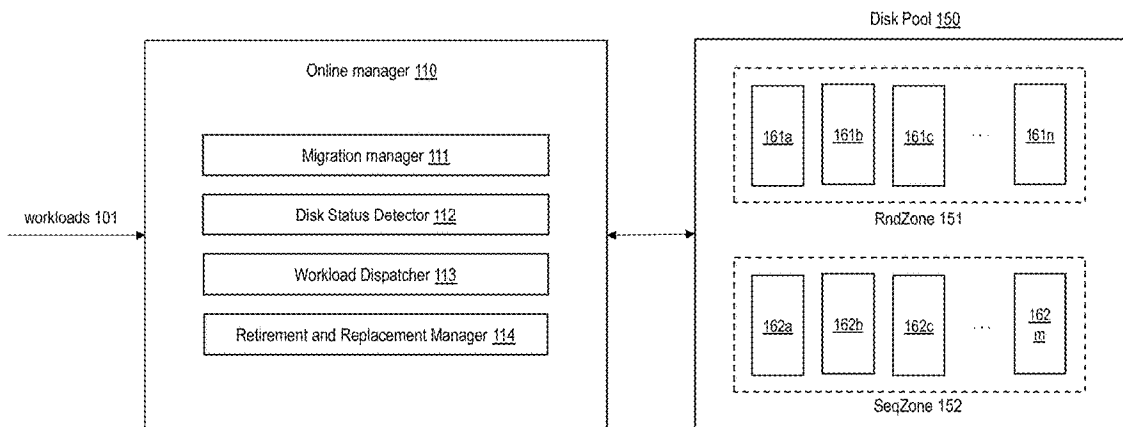 Disk Pool 150
Online manager 110
161a 161b 161c ... 161n
Migration manager 111
Disk Status Detector 112
workloads 101
RndZone 151
Workload Dispatcher 113
Retirement and Replacement Manager 114
162a 162b 162c ... 162
m
SeqZone 152